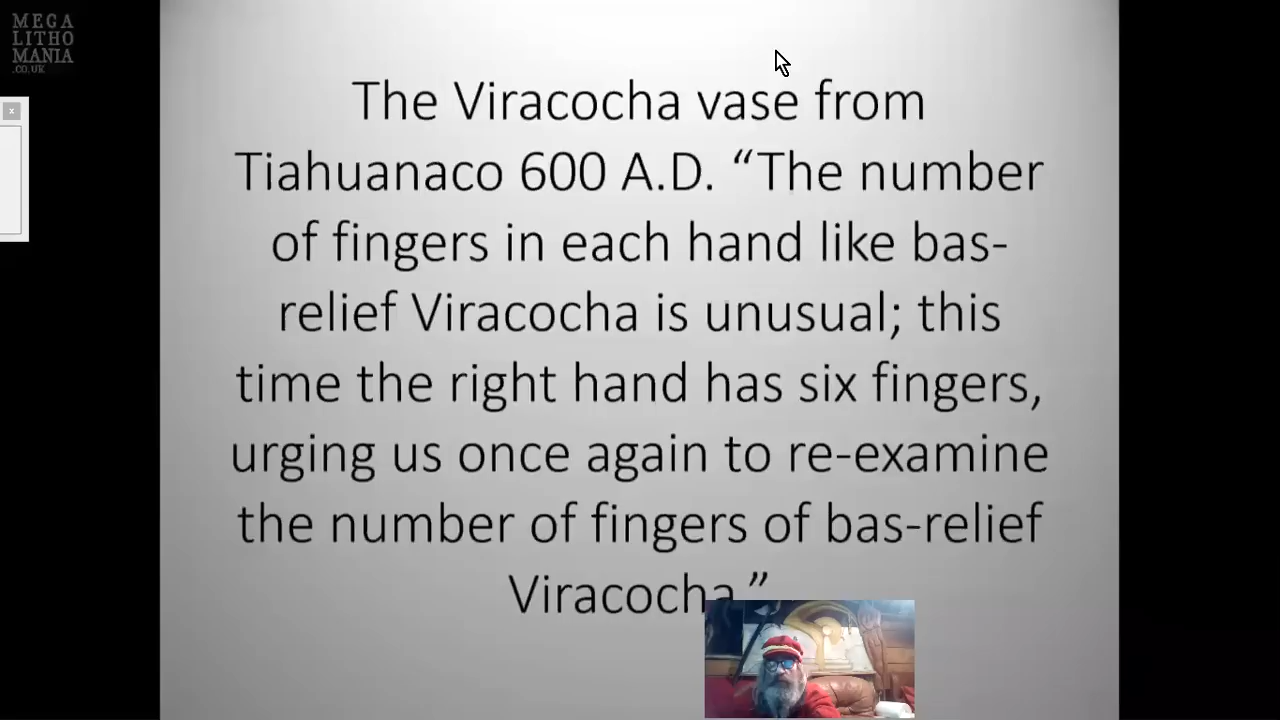 MEGA
LITHO
MANIA
.CO.UK
x
The Viracocha vase from
Tiahuanaco 600 A.D. “The number
of fingers in each hand like bas-
relief Viracocha is unusual; this
time the right hand has six fingers,
urging us once again to re-examine
the number of fingers of bas-relief
Viracocha.”